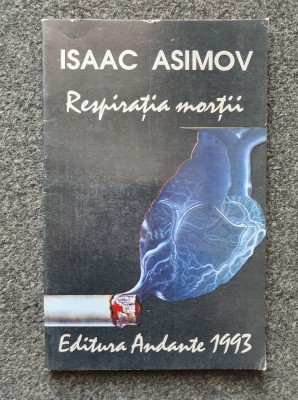 ISAAC ASIMOV
Respirația morții
Editura Andante 1993